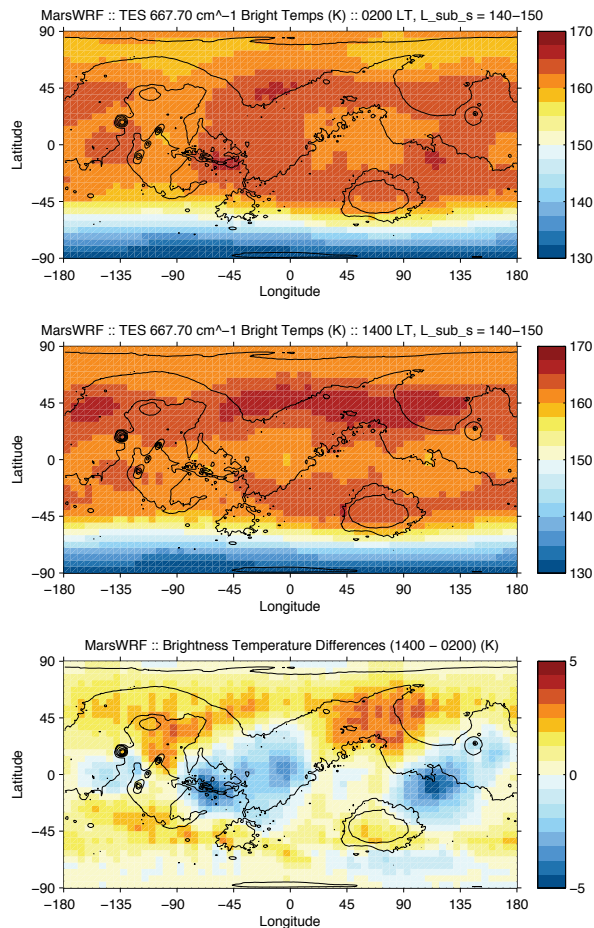 MarsWRF :: TES 667.70 cm^−1 Bright Temps (K) :: 0200 LT, L_sub_s = 140−150
90
45
0
−45
−90
Latitude
−180 −135 −90 −45 0 45 90 135 180
Longitude
170
160
150
140
130
MarsWRF :: TES 667.70 cm^−1 Bright Temps (K) :: 1400 LT, L_sub_s = 140−150
90
45
0
−45
−90
Latitude
−180 −135 −90 −45 0 45 90 135 180
Longitude
170
160
150
140
130
MarsWRF :: Brightness Temperature Differences (1400 − 0200) (K)
90
45
0
−45
−90
Latitude
−180 −135 −90 −45 0 45 90 135 180
Longitude
5
0
−5